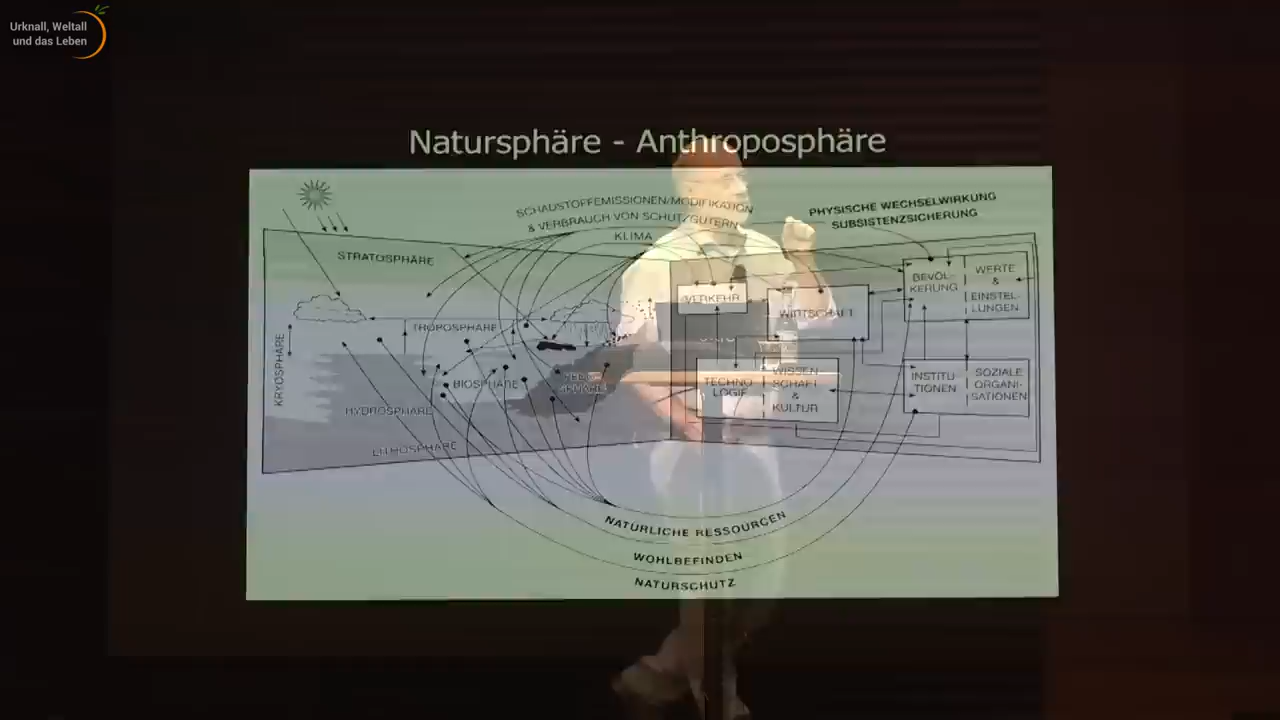 Urknall, Weltall
und das Leben
Natursphäre - Anthroposphäre
SCHADSTOFFEMISSIONEN/MODIFIKATION
& VERBRAUCH VON SCHUTZGÜTERN
KLIMA
PHYSISCHE WECHSELWIRKUNG
SUBSISTENZSICHERUNG
STRATOSPHÄRE
TROPOSPHÄRE
KRYOSPHÄRE
BIOSPHÄRE
HYDROSPHÄRE
LITHOSPHÄRE
VERKEHR
WIRTSCHAFT
BEVÖL-
KERUNG
WERTE
&
EINSTEL-
LUNGEN
TECHNO
LOGIE
WISSEN
SCHAFT
&
KULTUR
INSTITU-
TIONEN
SOZIALE
ORGANI-
SATIONEN
NATÜRLICHE RESSOURCEN
WOHLBEFINDEN
NATURSCHUTZ